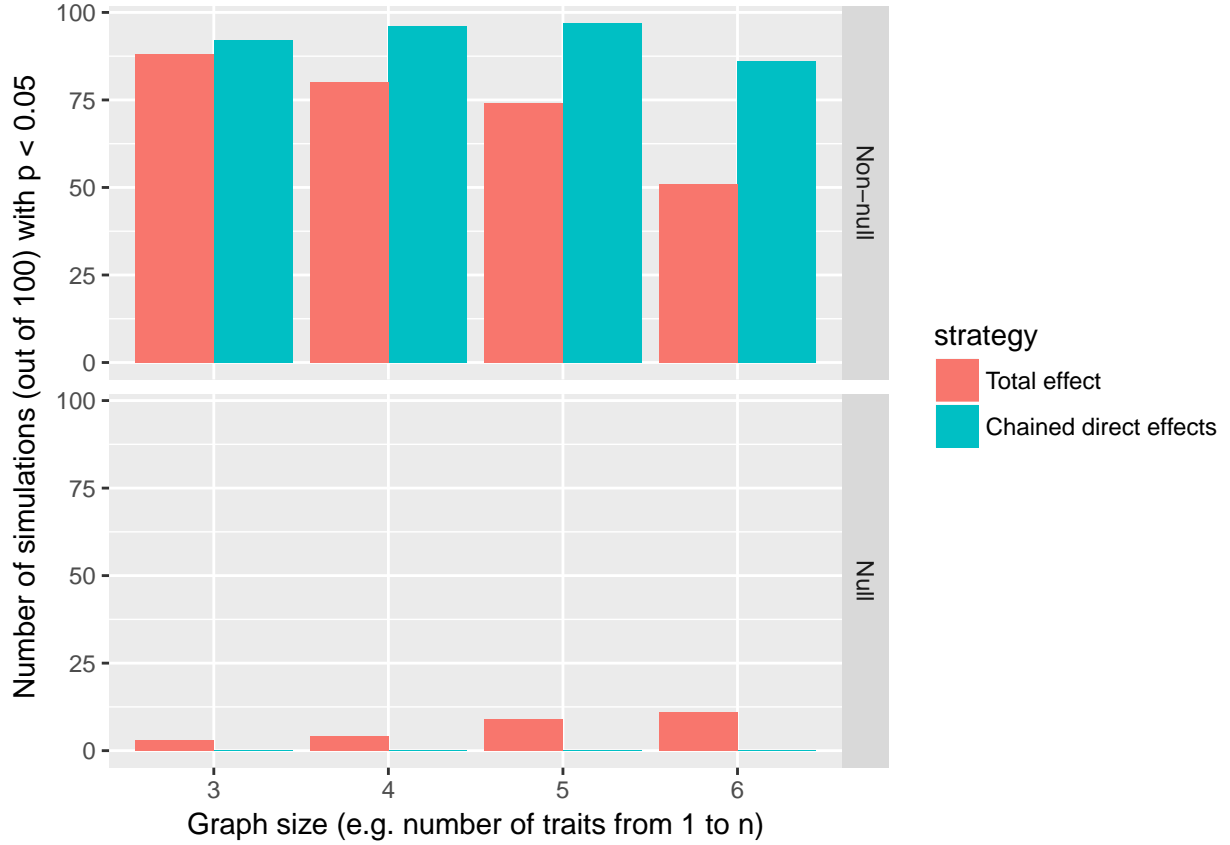 Number of simulations (out of 100) with p < 0.05
100
75
50
25
0
Non−null
100
75
50
25
0
Null
3 4 5 6
Graph size (e.g. number of traits from 1 to n)
strategy
Total effect
Chained direct effects